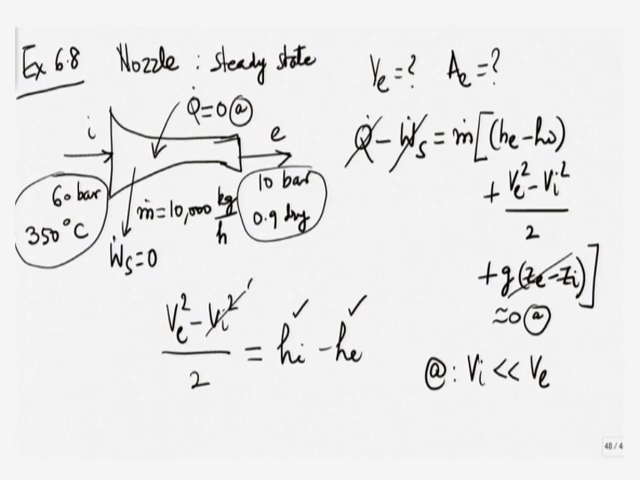 Ex 6.8 Nozzle : steady state
Ve = ? Ae = ?
Q̇ = 0 @
i e
Q̇ - Ẇs = ṁ[(he - hi)
+ (Ve² - Vi²)/2
+ g(ze - zi)]
≈0 @
60 bar
350°C
ṁ = 10,000 kg/h
10 bar
0.9 dry
Ẇs = 0
(Ve² - Vi²)/2 = hi - he
@ : Vi << Ve
48 / 4